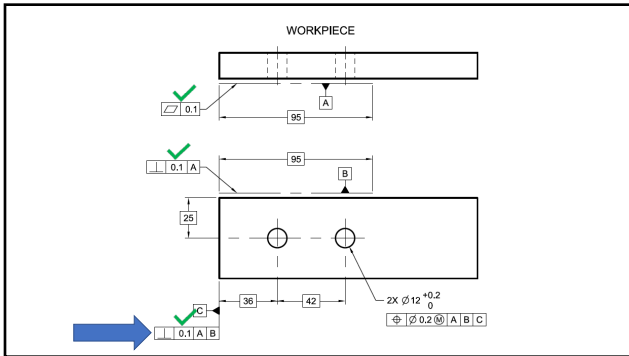 WORKPIECE
⏥ 0.1
A
95
95
⟂ 0.1 A
B
25
C
36
42
2X Ø12 +0.2
0
⌖ Ø 0.2 Ⓜ A B C
⟂ 0.1 A B